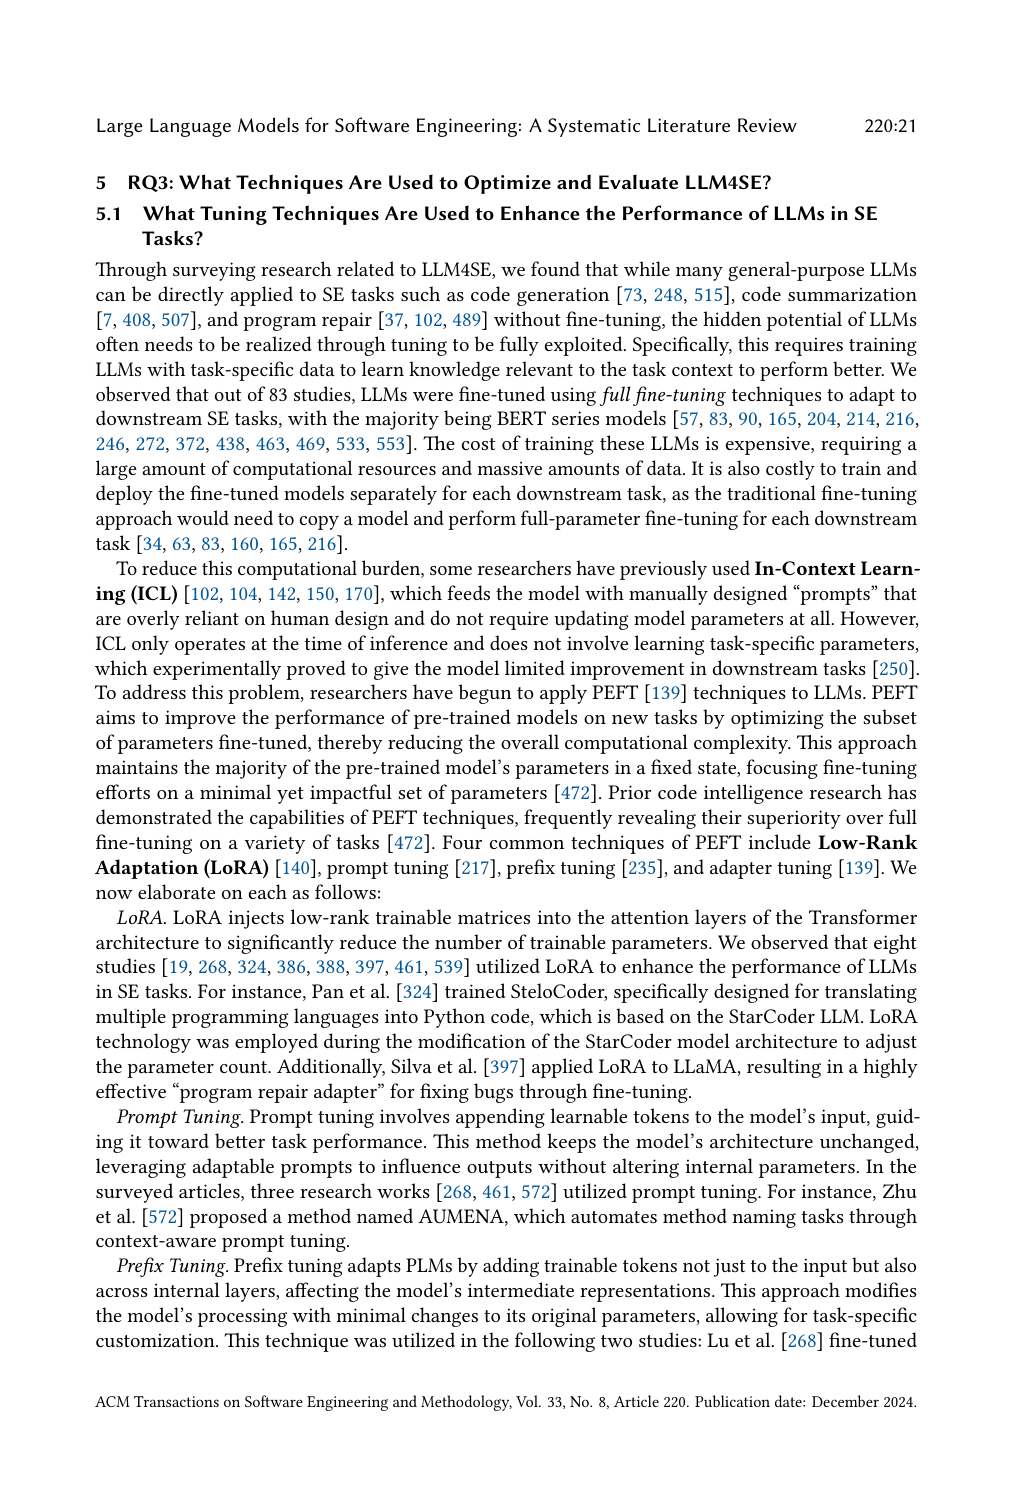 Large Language Models for Software Engineering: A Systematic Literature Review 220:21
5 RQ3: What Techniques Are Used to Optimize and Evaluate LLM4SE?
5.1 What Tuning Techniques Are Used to Enhance the Performance of LLMs in SE
Tasks?
Through surveying research related to LLM4SE, we found that while many general-purpose LLMs
can be directly applied to SE tasks such as code generation [73, 248, 515], code summarization
[7, 408, 507], and program repair [37, 102, 489] without fine-tuning, the hidden potential of LLMs
often needs to be realized through tuning to be fully exploited. Specifically, this requires training
LLMs with task-specific data to learn knowledge relevant to the task context to perform better. We
observed that out of 83 studies, LLMs were fine-tuned using full fine-tuning techniques to adapt to
downstream SE tasks, with the majority being BERT series models [57, 83, 90, 165, 204, 214, 216,
246, 272, 372, 438, 463, 469, 533, 553]. The cost of training these LLMs is expensive, requiring a
large amount of computational resources and massive amounts of data. It is also costly to train and
deploy the fine-tuned models separately for each downstream task, as the traditional fine-tuning
approach would need to copy a model and perform full-parameter fine-tuning for each downstream
task [34, 63, 83, 160, 165, 216].
To reduce this computational burden, some researchers have previously used In-Context Learn-
ing (ICL) [102, 104, 142, 150, 170], which feeds the model with manually designed “prompts” that
are overly reliant on human design and do not require updating model parameters at all. However,
ICL only operates at the time of inference and does not involve learning task-specific parameters,
which experimentally proved to give the model limited improvement in downstream tasks [250].
To address this problem, researchers have begun to apply PEFT [139] techniques to LLMs. PEFT
aims to improve the performance of pre-trained models on new tasks by optimizing the subset
of parameters fine-tuned, thereby reducing the overall computational complexity. This approach
maintains the majority of the pre-trained model’s parameters in a fixed state, focusing fine-tuning
efforts on a minimal yet impactful set of parameters [472]. Prior code intelligence research has
demonstrated the capabilities of PEFT techniques, frequently revealing their superiority over full
fine-tuning on a variety of tasks [472]. Four common techniques of PEFT include Low-Rank
Adaptation (LoRA) [140], prompt tuning [217], prefix tuning [235], and adapter tuning [139]. We
now elaborate on each as follows:
LoRA. LoRA injects low-rank trainable matrices into the attention layers of the Transformer
architecture to significantly reduce the number of trainable parameters. We observed that eight
studies [19, 268, 324, 386, 388, 397, 461, 539] utilized LoRA to enhance the performance of LLMs
in SE tasks. For instance, Pan et al. [324] trained SteloCoder, specifically designed for translating
multiple programming languages into Python code, which is based on the StarCoder LLM. LoRA
technology was employed during the modification of the StarCoder model architecture to adjust
the parameter count. Additionally, Silva et al. [397] applied LoRA to LLaMA, resulting in a highly
effective “program repair adapter” for fixing bugs through fine-tuning.
Prompt Tuning. Prompt tuning involves appending learnable tokens to the model’s input, guid-
ing it toward better task performance. This method keeps the model’s architecture unchanged,
leveraging adaptable prompts to influence outputs without altering internal parameters. In the
surveyed articles, three research works [268, 461, 572] utilized prompt tuning. For instance, Zhu
et al. [572] proposed a method named AUMENA, which automates method naming tasks through
context-aware prompt tuning.
Prefix Tuning. Prefix tuning adapts PLMs by adding trainable tokens not just to the input but also
across internal layers, affecting the model’s intermediate representations. This approach modifies
the model’s processing with minimal changes to its original parameters, allowing for task-specific
customization. This technique was utilized in the following two studies: Lu et al. [268] fine-tuned
ACM Transactions on Software Engineering and Methodology, Vol. 33, No. 8, Article 220. Publication date: December 2024.